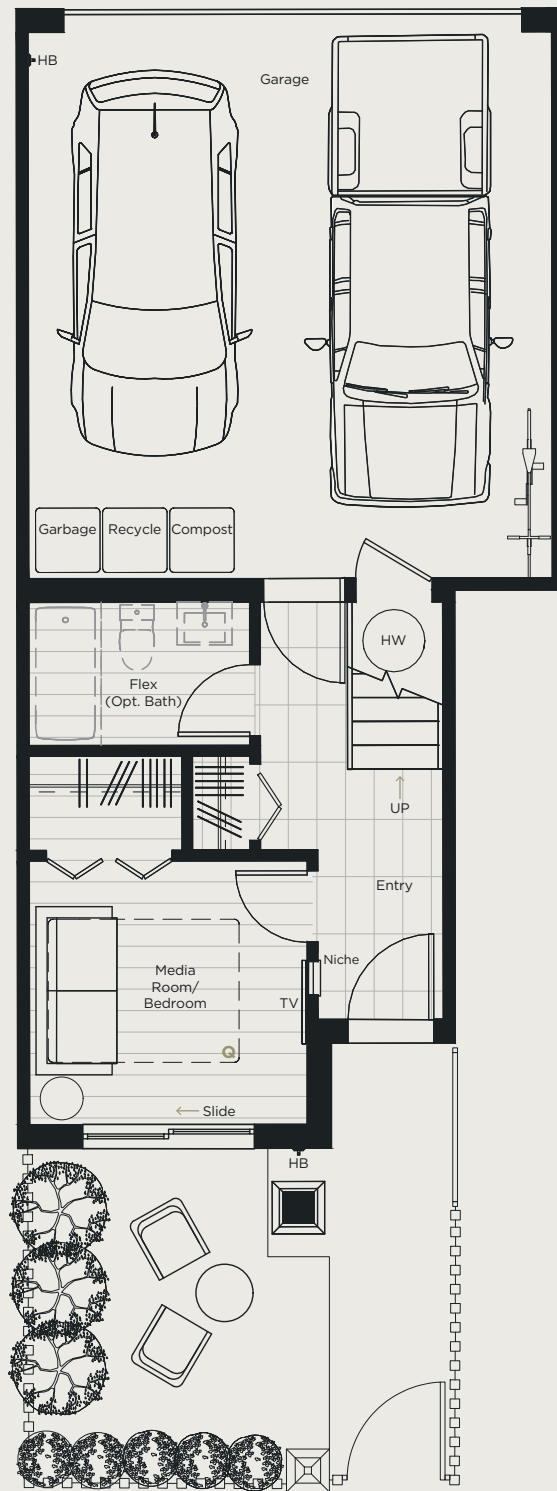 HB
Garage
Garbage
Recycle
Compost
HW
Flex
(Opt. Bath)
UP
Entry
Niche
Media
Room/
Bedroom
TV
Q
Slide
HB